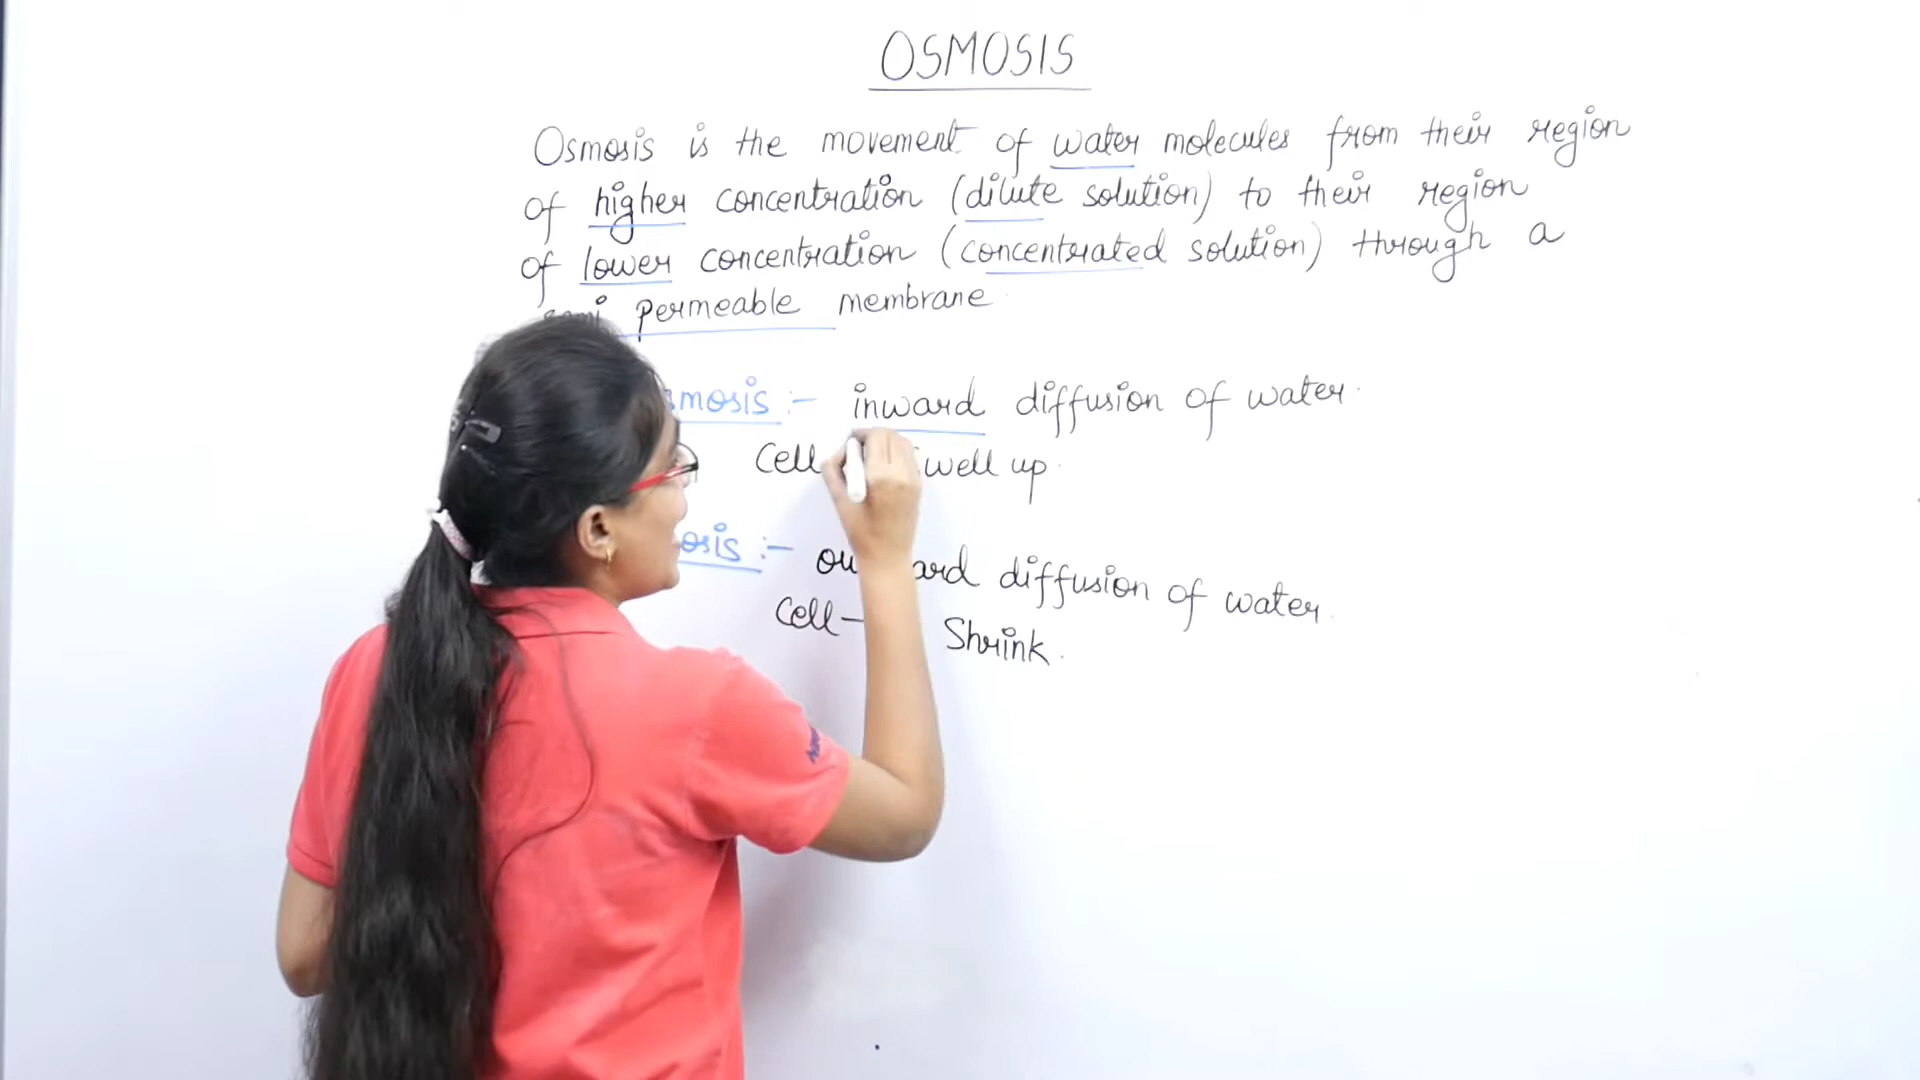 OSMOSIS
Osmosis is the movement of water molecules from their region
of higher concentration (dilute solution) to their region
of lower concentration (concentrated solution) through a
permeable membrane
:- inward diffusion of water.
Cell up.
:- diffusion of water.
Cell - Shrink.